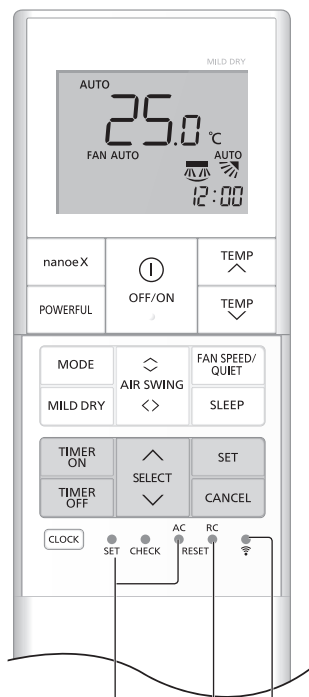 MILD DRY
AUTO
25.0 °C
FAN AUTO
AUTO
12:00
nanoeX
OFF/ON
TEMP
POWERFUL
TEMP
MODE
AIR SWING
FAN SPEED/
QUIET
MILD DRY
SLEEP
TIMER
ON
SELECT
SET
TIMER
OFF
CANCEL
CLOCK
AC
RC
SET
CHECK
RESET